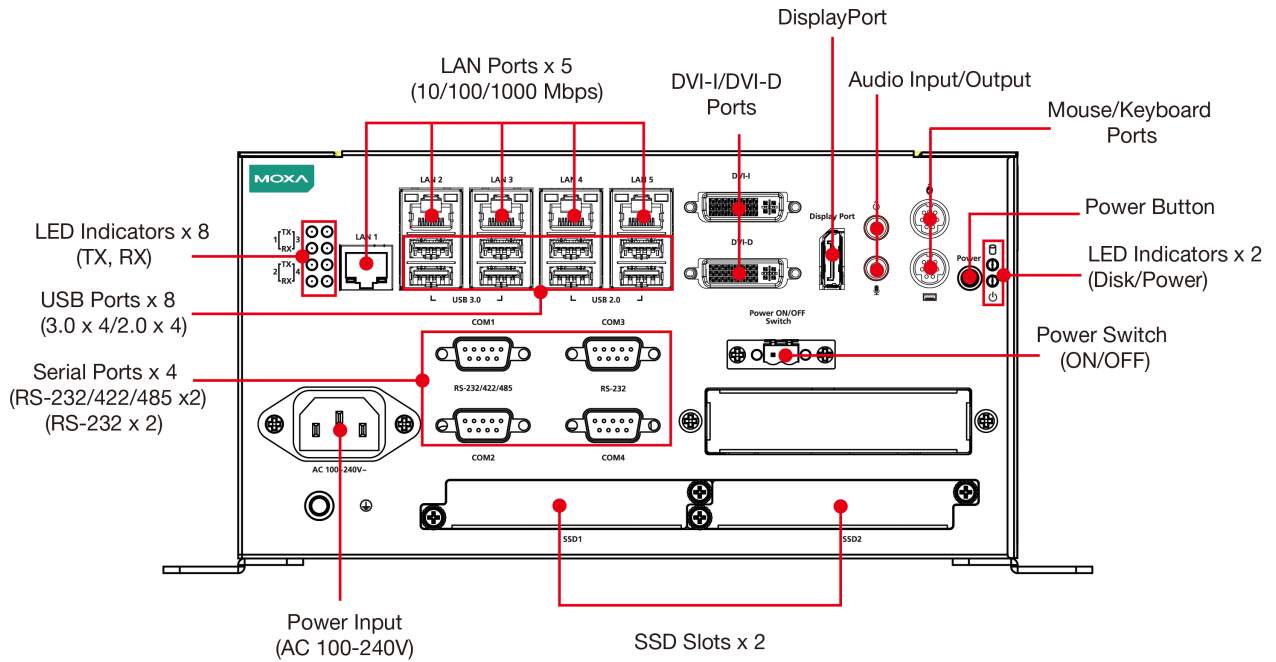 DisplayPort
LAN Ports x 5
(10/100/1000 Mbps)
DVI-I/DVI-D
Ports
Audio Input/Output
Mouse/Keyboard
Ports
MOXA
LAN 2
LAN 3
LAN 4
LAN 5
DVI-I
Display Port
Power Button
LED Indicators x 8
(TX, RX)
1 TX 3
RX
2 TX 4
RX
LAN 1
DVI-D
Power
LED Indicators x 2
(Disk/Power)
USB Ports x 8
(3.0 x 4/2.0 x 4)
USB 3.0
USB 2.0
COM1
COM3
Power ON/OFF
Switch
Power Switch
(ON/OFF)
Serial Ports x 4
(RS-232/422/485 x2)
(RS-232 x 2)
RS-232/422/485
RS-232
COM2
COM4
AC 100-240V~
SSD1
SSD2
Power Input
(AC 100-240V)
SSD Slots x 2